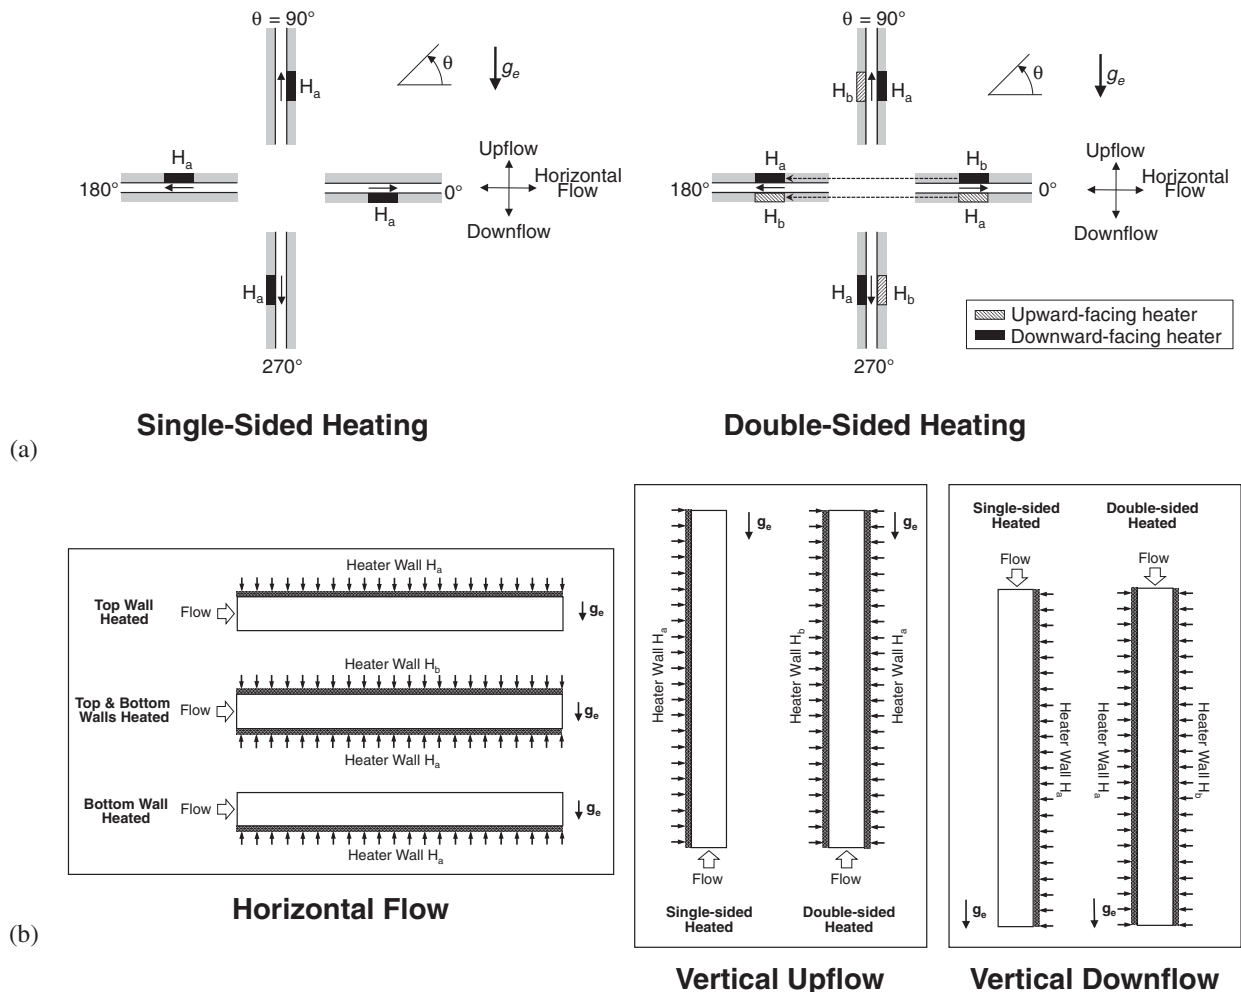 θ = 90°
θ
g_e
H_a
H_a
180°
0°
H_a
Upflow
Horizontal
Flow
Downflow
H_a
270°
Single-Sided Heating
θ = 90°
θ
g_e
H_b
H_a
H_a
H_b
180°
0°
H_b
H_a
Upflow
Horizontal
Flow
Downflow
H_a
H_b
270°
Upward-facing heater
Downward-facing heater
Double-Sided Heating
(a)
Heater Wall H_a
Top Wall
Heated
Flow
g_e
Heater Wall H_b
Top & Bottom
Walls Heated
Flow
g_e
Heater Wall H_a
Bottom Wall
Heated
Flow
g_e
Heater Wall H_a
Horizontal Flow
(b)
g_e
g_e
Heater Wall H_a
Heater Wall H_b
Heater Wall H_a
Flow
Flow
Single-sided
Heated
Double-sided
Heated
Vertical Upflow
Single-sided
Heated
Double-sided
Heated
Flow
Flow
Heater Wall H_a
Heater Wall H_a
Heater Wall H_b
g_e
g_e
Vertical Downflow